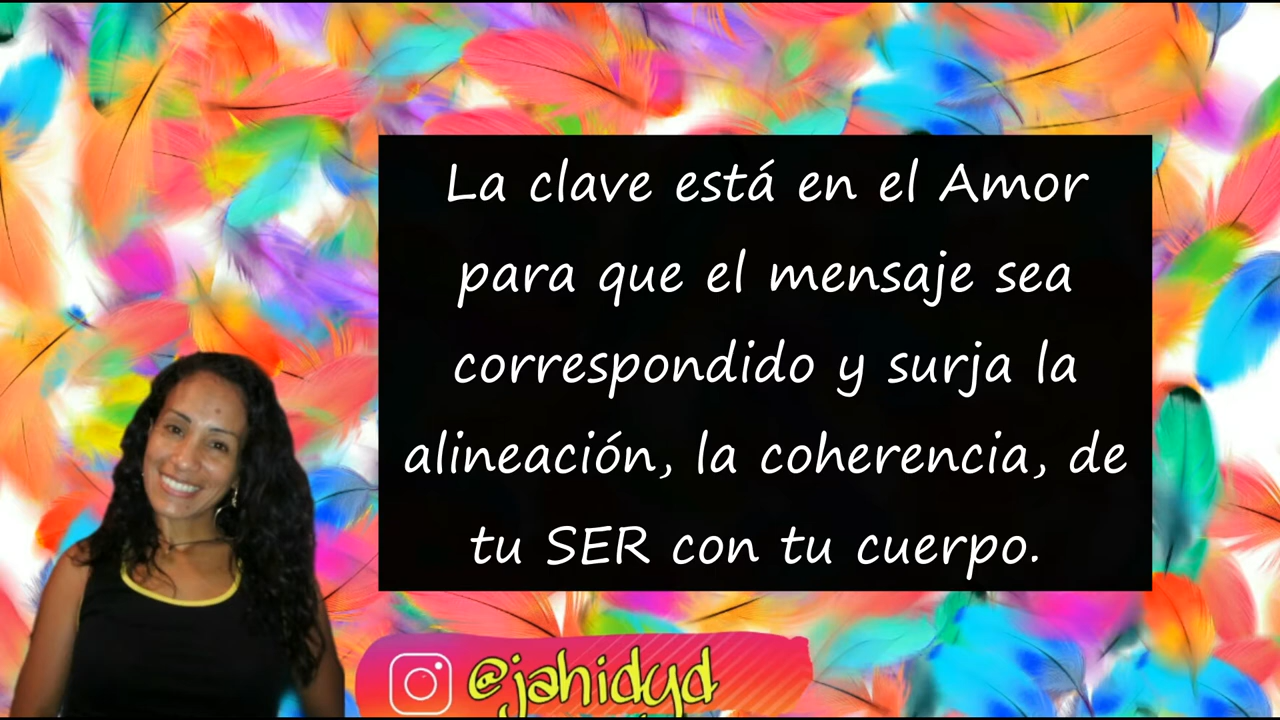 La clave está en el Amor
para que el mensaje sea
correspondido y surja la
alineación, la coherencia, de
tu SER con tu cuerpo.
@jahidyd